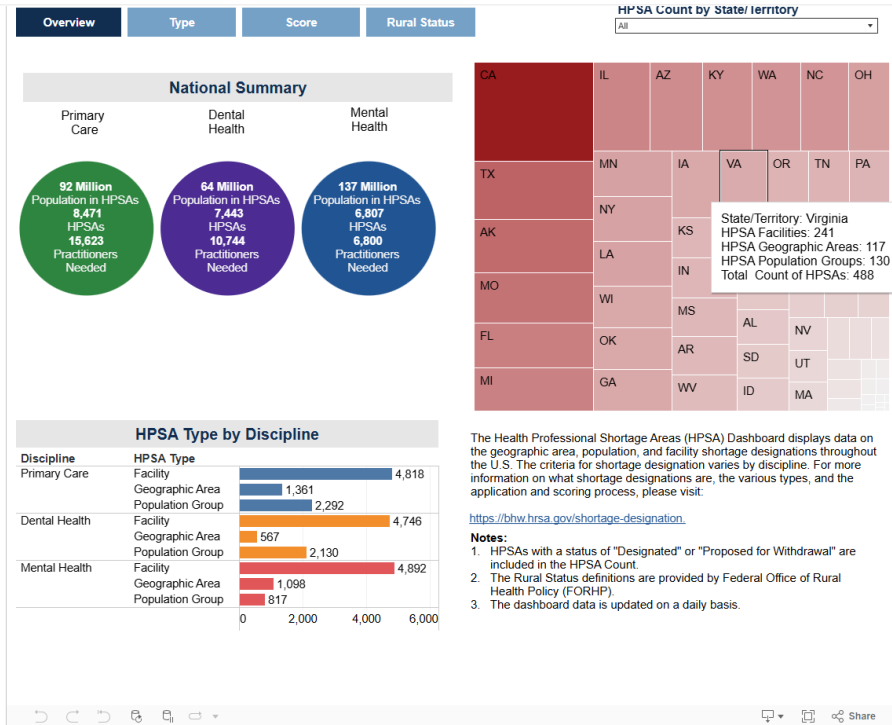 Overview
Type
Score
Rural Status
HPSA Count by State/Territory
All
National Summary
Primary
Care
Dental
Health
Mental
Health
92 Million
Population in HPSAs
8,471
HPSAs
15,623
Practitioners
Needed
64 Million
Population in HPSAs
7,443
HPSAs
10,744
Practitioners
Needed
137 Million
Population in HPSAs
6,807
HPSAs
6,800
Practitioners
Needed
CA
IL
AZ
KY
WA
NC
OH
TX
MN
IA
VA
OR
TN
PA
NY
AK
KS
LA
IN
MO
WI
MS
AL
NV
FL
OK
AR
SD
UT
MI
GA
WV
ID
MA
State/Territory: Virginia
HPSA Facilities: 241
HPSA Geographic Areas: 117
HPSA Population Groups: 130
Total Count of HPSAs: 488
HPSA Type by Discipline
Discipline HPSA Type
Primary Care Facility 4,818
Geographic Area 1,361
Population Group 2,292
Dental Health Facility 4,746
Geographic Area 567
Population Group 2,130
Mental Health Facility 4,892
Geographic Area 1,098
Population Group 817
0 2,000 4,000 6,000
The Health Professional Shortage Areas (HPSA) Dashboard displays data on
the geographic area, population, and facility shortage designations throughout
the U.S. The criteria for shortage designation varies by discipline. For more
information on what shortage designations are, the various types, and the
application and scoring process, please visit:
https://bhw.hrsa.gov/shortage-designation.
Notes:
1. HPSAs with a status of "Designated" or "Proposed for Withdrawal" are
included in the HPSA Count.
2. The Rural Status definitions are provided by Federal Office of Rural
Health Policy (FORHP).
3. The dashboard data is updated on a daily basis.
Share